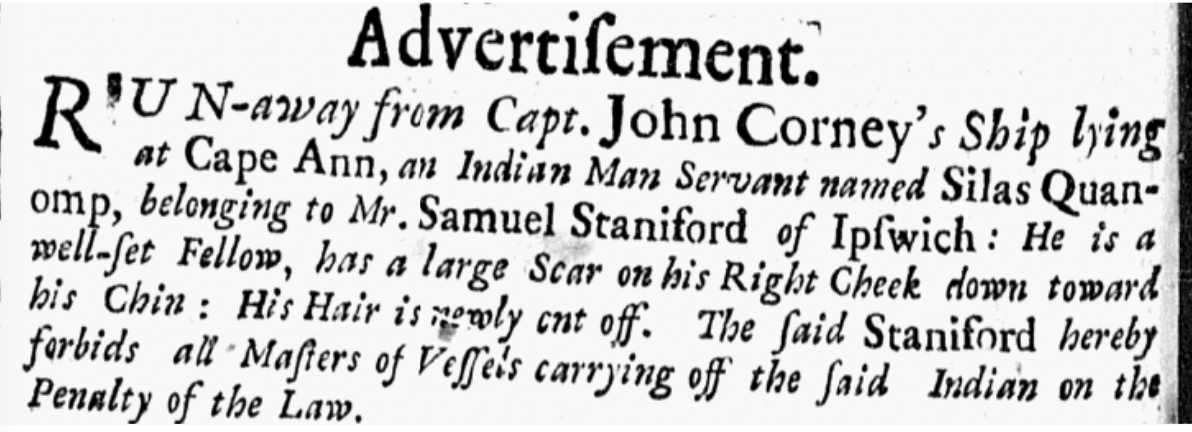 Advertiſement.
RUN-away from Capt. John Corney's Ship lying
at Cape Ann, an Indian Man Servant named Silas Quan-
omp, belonging to Mr. Samuel Staniford of Ipſwich: He is a
well-ſet Fellow, has a large Scar on his Right Cheek down toward
his Chin: His Hair is newly cnt off. The ſaid Staniford hereby
forbids all Maſters of Veſſels carrying off the ſaid Indian on the
Penalty of the Law.